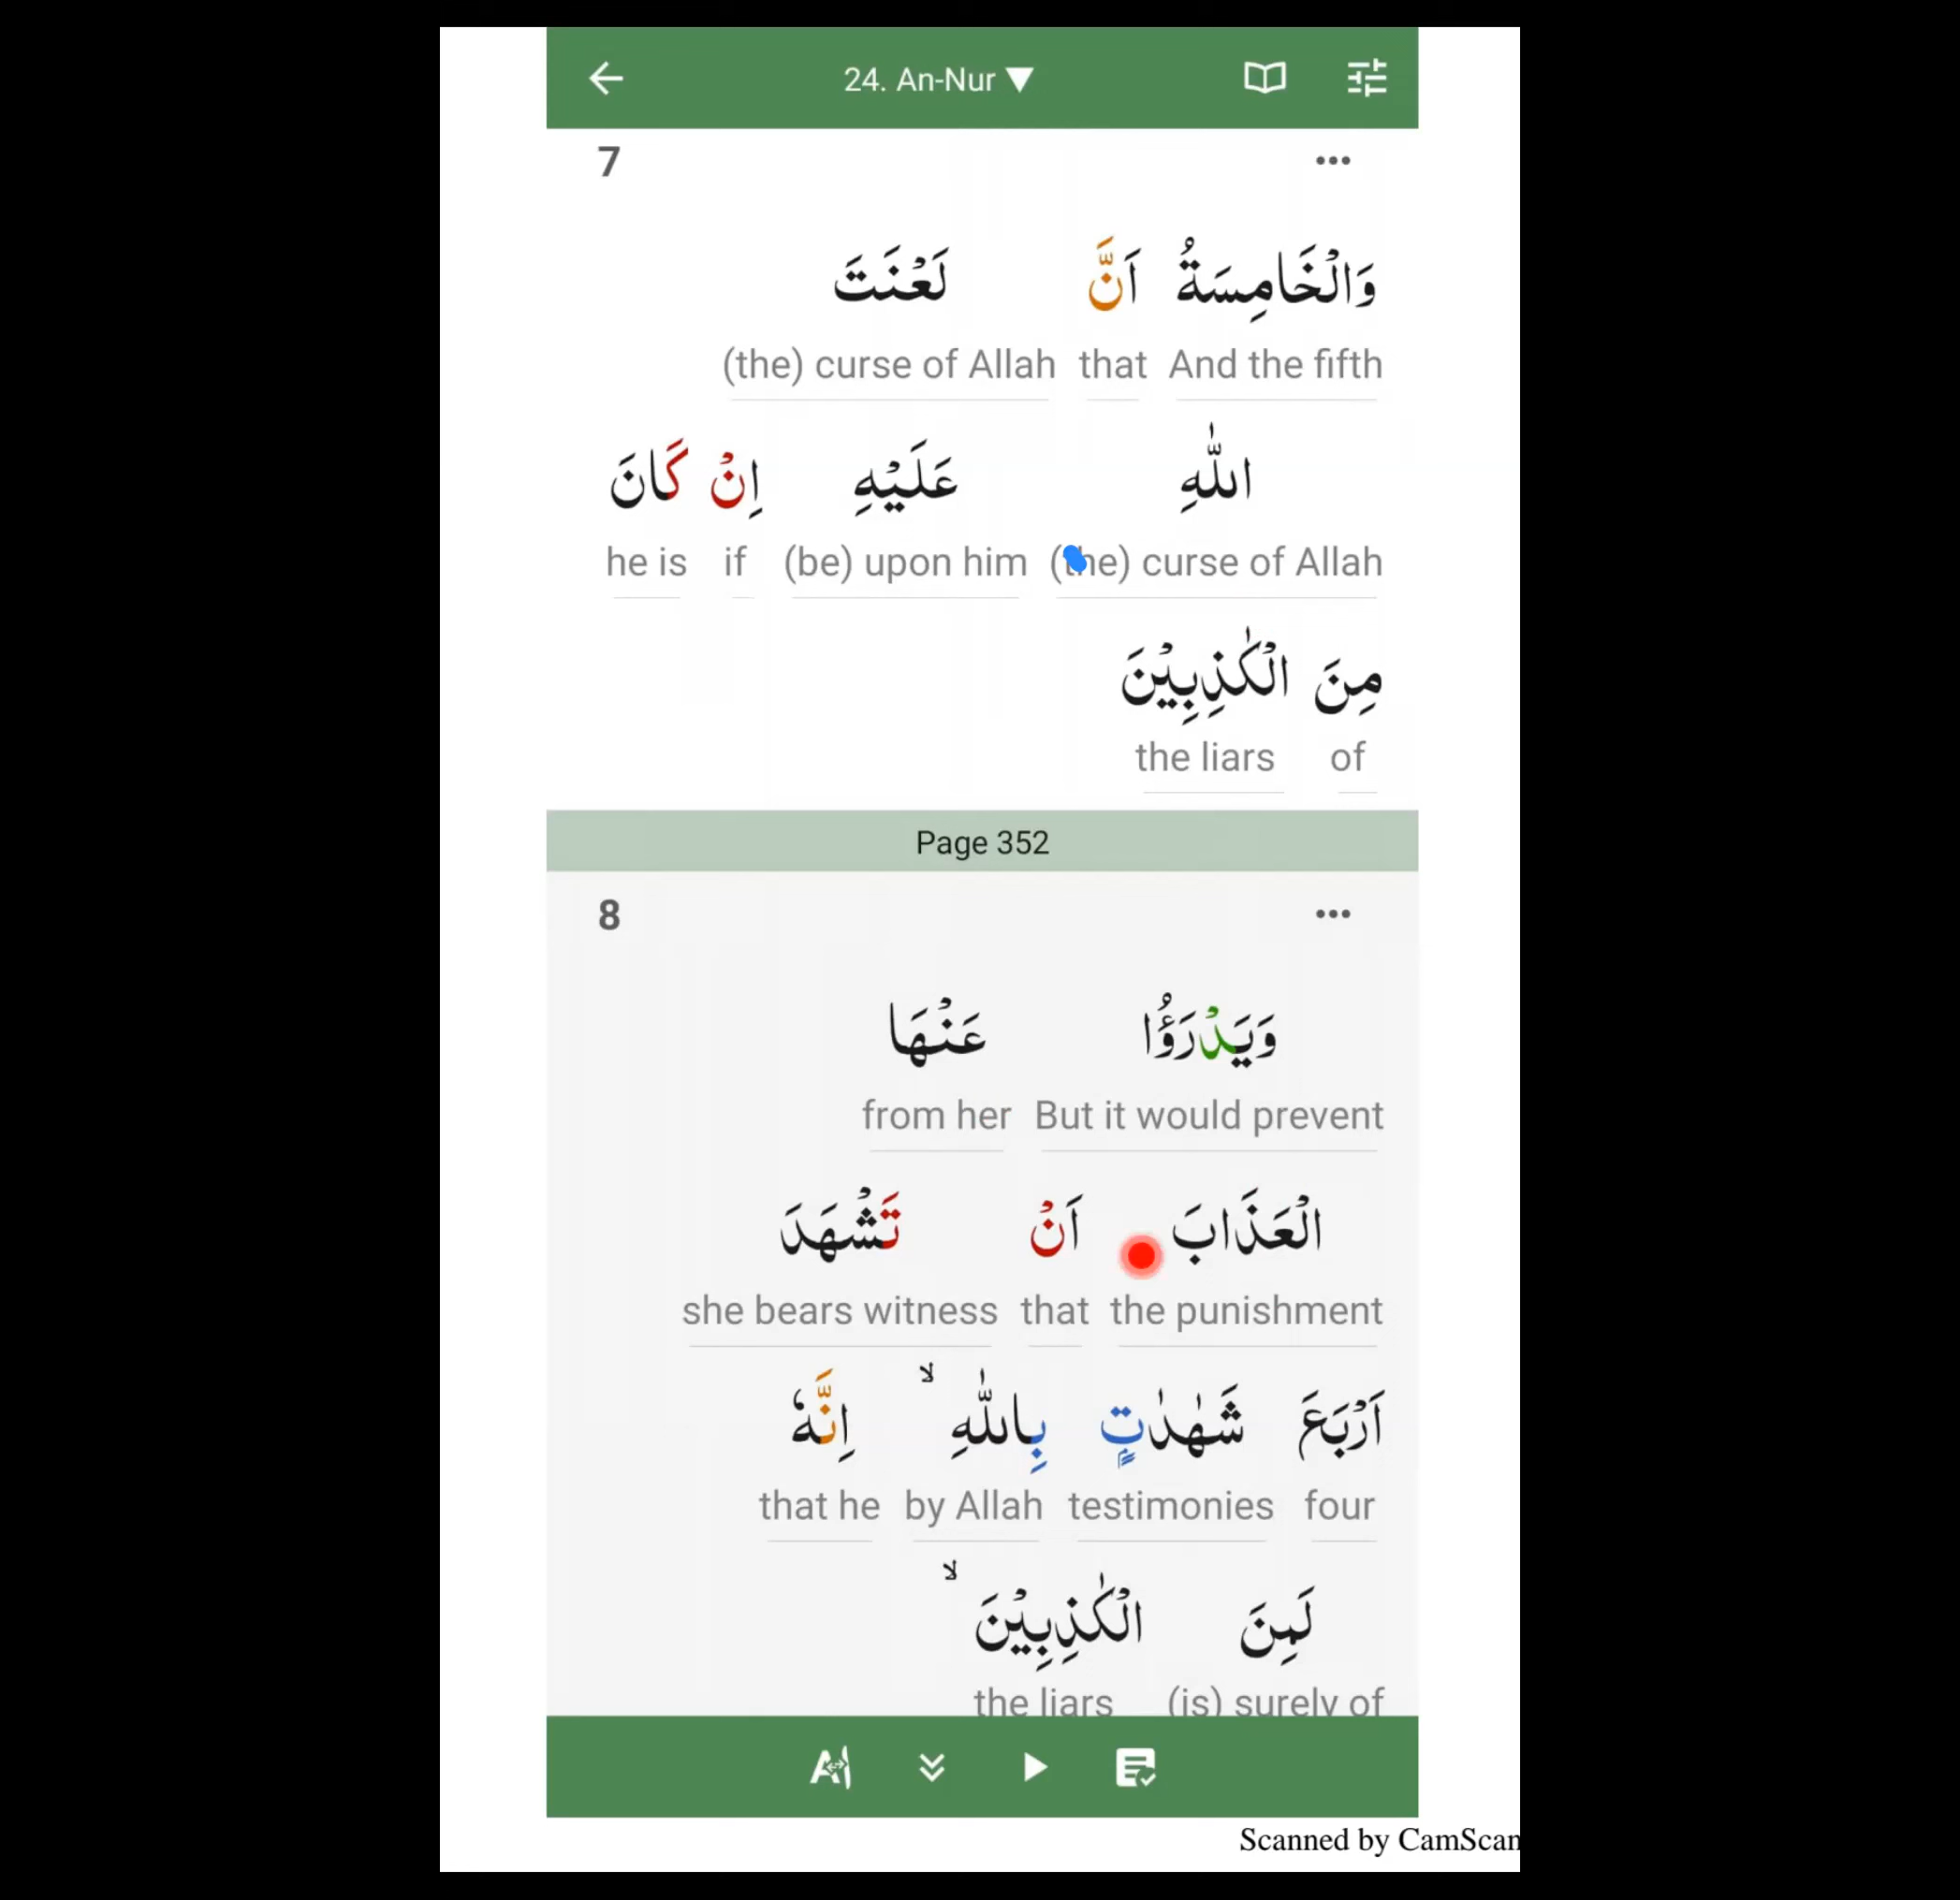 24. An-Nur ▼
7
وَالْخَامِسَةُ اَنَّ لَعْنَتَ
(the) curse of Allah that And the fifth
اللّٰهِ عَلَيْهِ اِنْ كَانَ
he is if (be) upon him (the) curse of Allah
مِنَ الْكٰذِبِيْنَ
the liars of
Page 352
8
وَيَدْرَؤُا عَنْهَا
from her But it would prevent
الْعَذَابَ اَنْ تَشْهَدَ
she bears witness that the punishment
اَرْبَعَ شَهٰدٰتٍۭ بِاللّٰهِ ۙ اِنَّهٗ
that he by Allah testimonies four
لَمِنَ الْكٰذِبِيْنَ ۙ
the liars (is) surely of
Scanned by CamScan